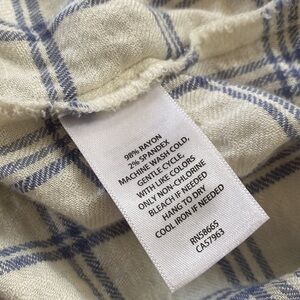 98% RAYON
2% SPANDEX
MACHINE WASH COLD,
GENTLE CYCLE,
WITH LIKE COLORS
ONLY NON-CHLORINE
BLEACH IF NEEDED
HANG TO DRY
COOL IRON IF NEEDED
RN58665
CA57963